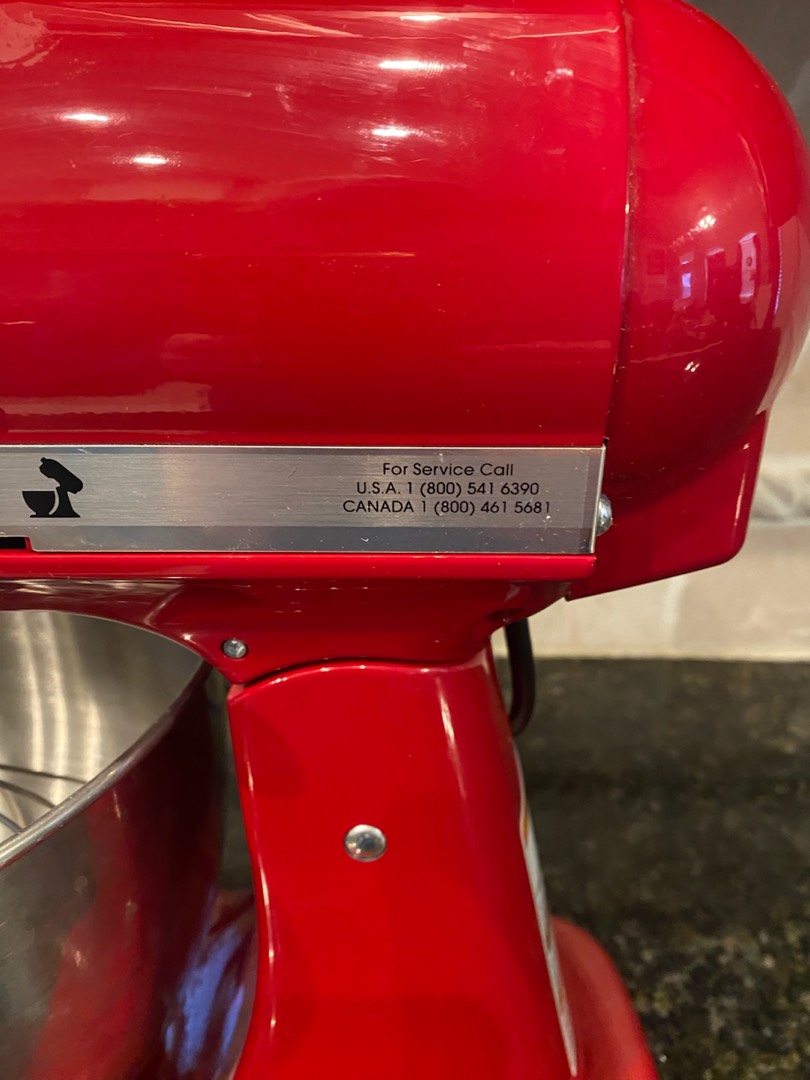 For Service Call
U.S.A. 1 (800) 541 6390
CANADA 1 (800) 461 5681